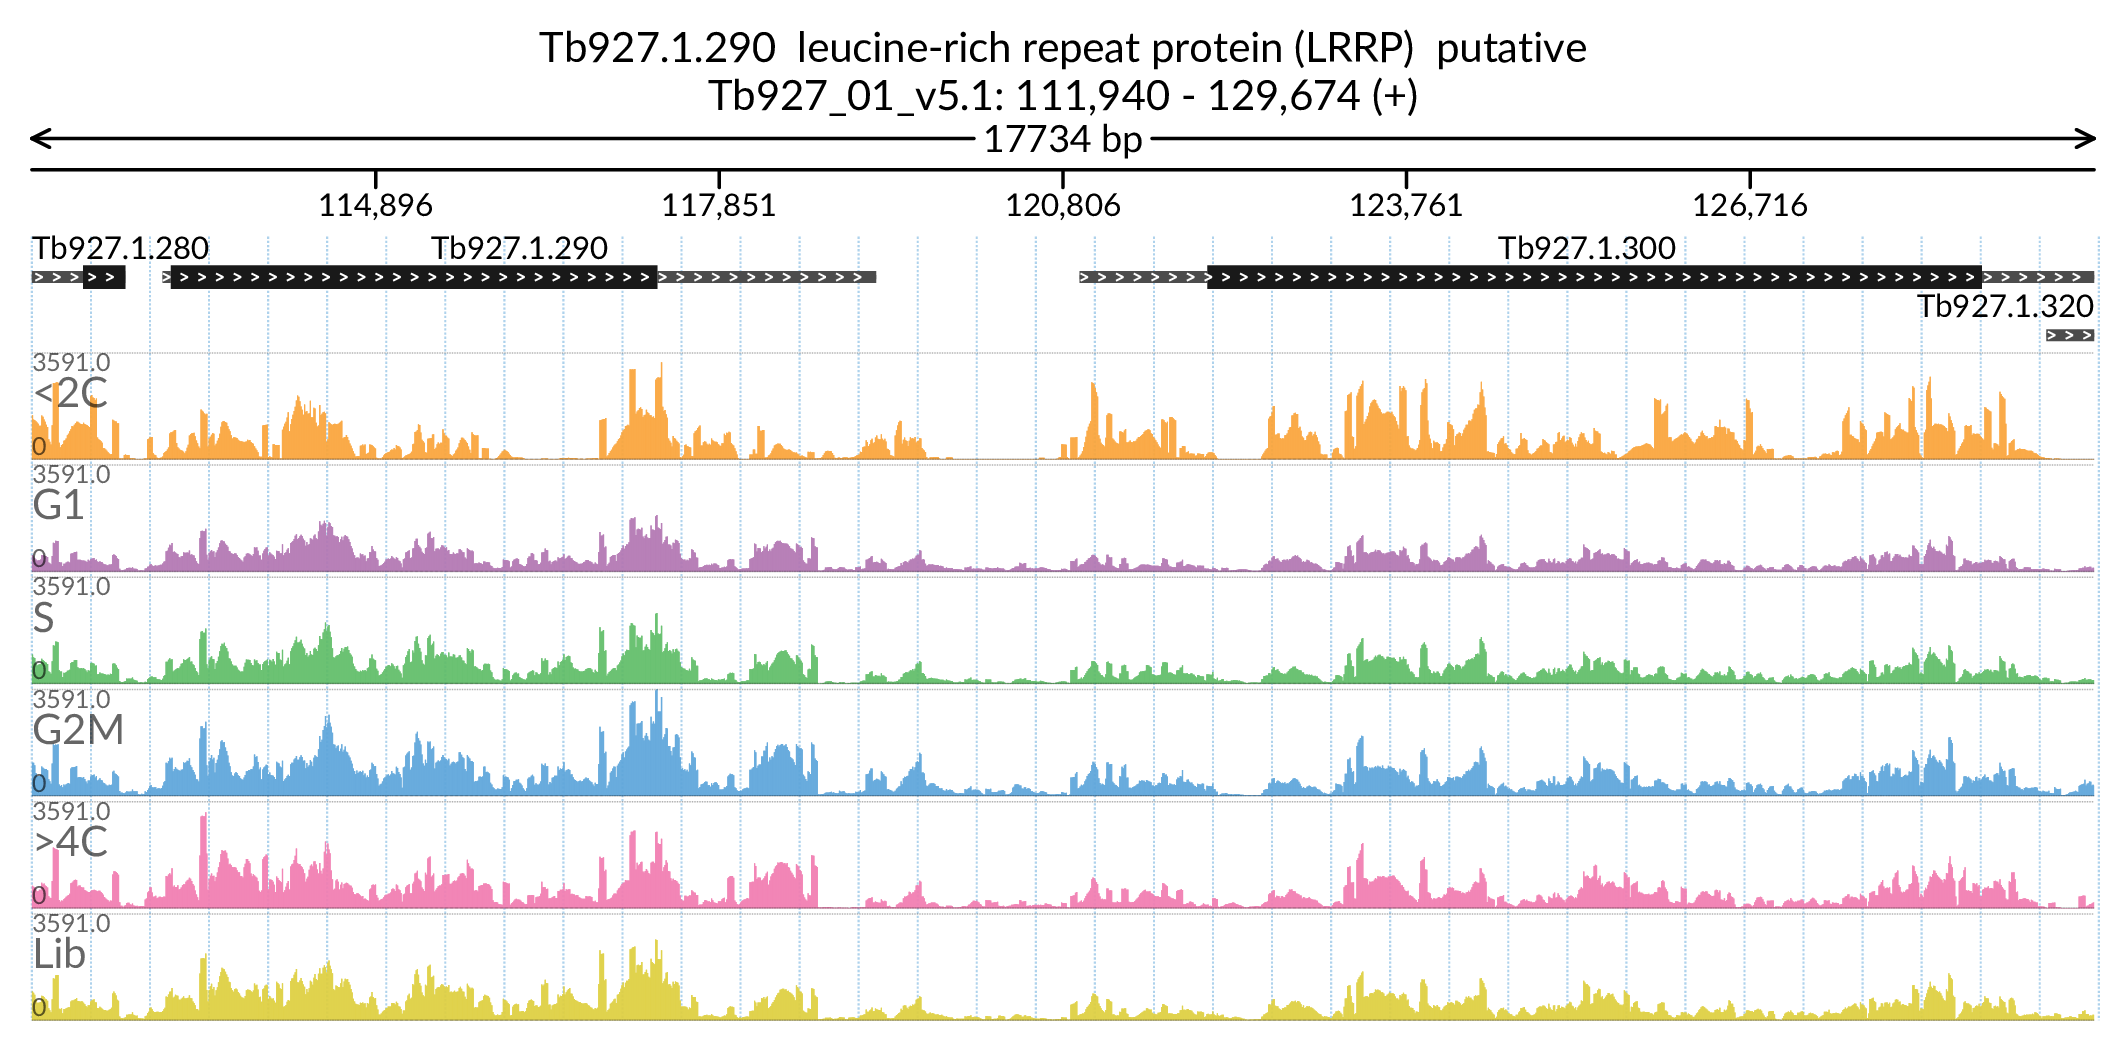 Tb927.1.290 leucine-rich repeat protein (LRRP) putative
Tb927_01_v5.1: 111,940 - 129,674 (+)
17734 bp
114,896 117,851 120,806 123,761 126,716
Tb927.1.280 Tb927.1.290 Tb927.1.300
Tb927.1.320
3591.0
<2C
0
3591.0
G1
0
3591.0
S
0
3591.0
G2M
0
3591.0
>4C
0
3591.0
Lib
0